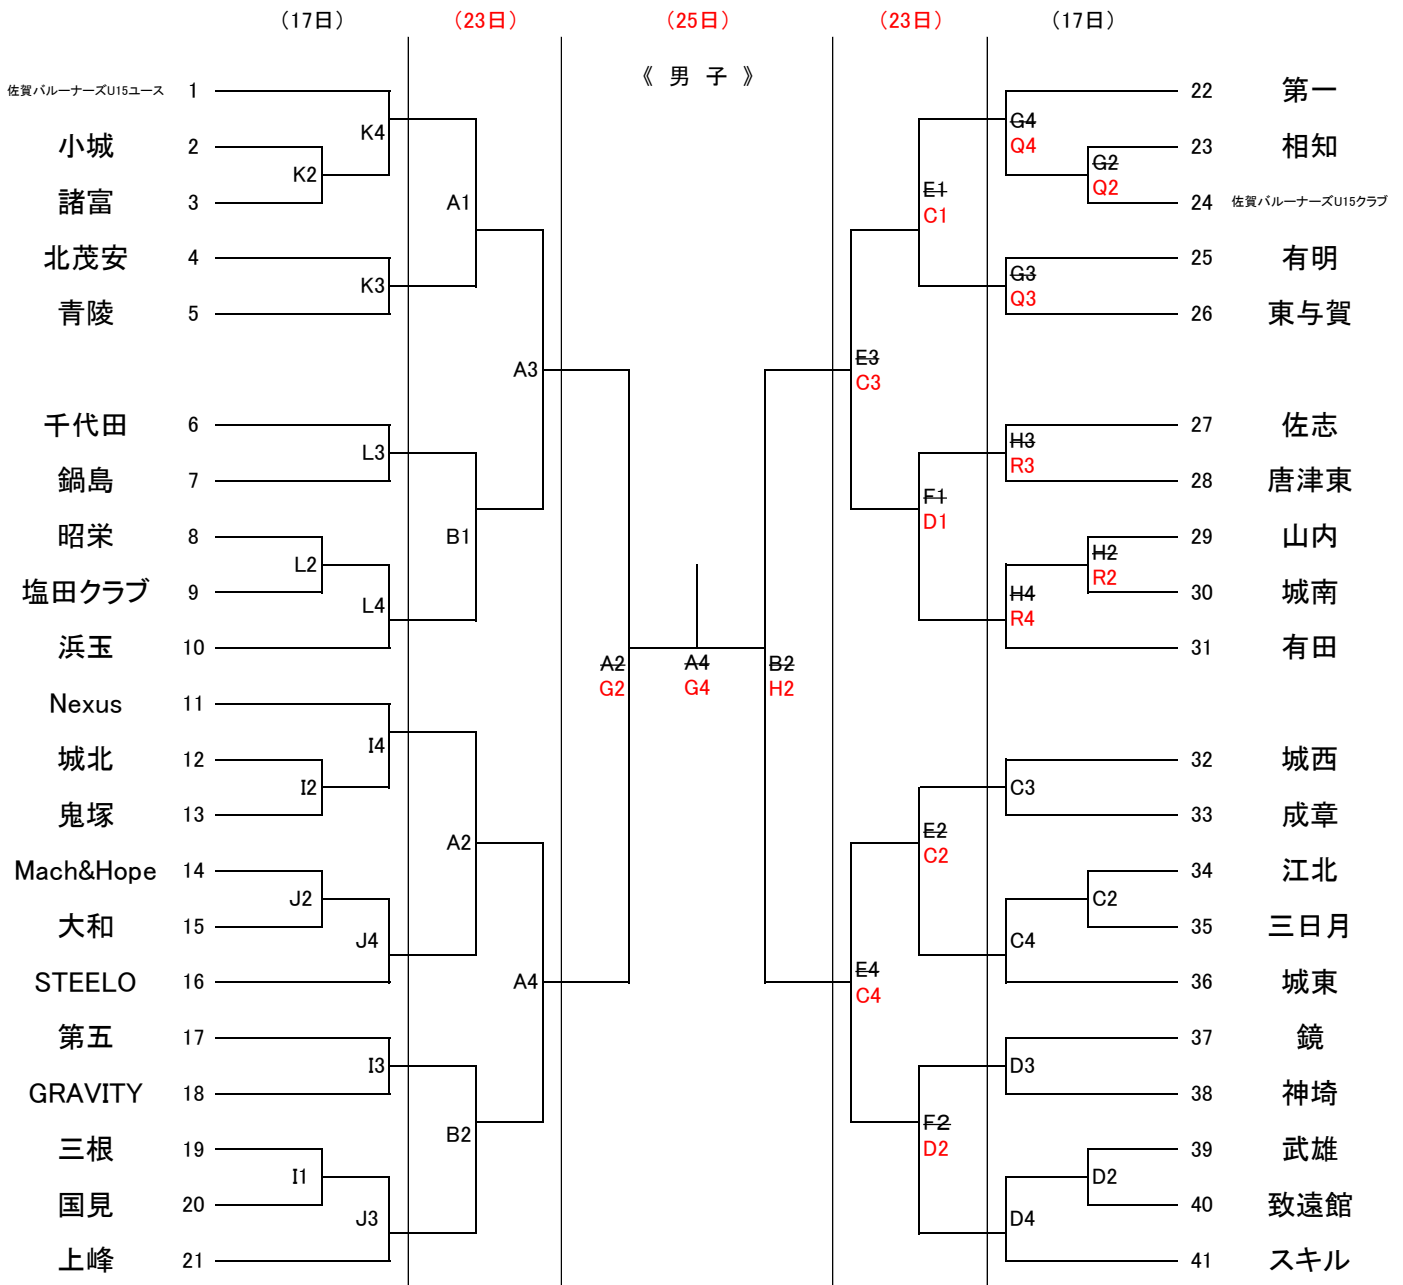 （17日） （23日） （25日） （23日） （17日）
《 男 子 》
佐賀バルーナーズU15ユース 1
小城 2
諸富 3
北茂安 4
青陵 5
千代田 6
鍋島 7
昭栄 8
塩田クラブ 9
浜玉 10
Nexus 11
城北 12
鬼塚 13
Mach&Hope 14
大和 15
STEELO 16
第五 17
GRAVITY 18
三根 19
国見 20
上峰 21
K4
K2
K3
L3
L2
L4
I4
I2
J2
J4
I3
I1
J3
A1
B1
A2
B2
A3
A4
A2
G2
A4
G4
B2
H2
E3
C3
E4
C4
E1
C1
F1
D1
E2
C2
F2
D2
G4
Q4
G2
Q2
G3
Q3
H3
R3
H2
R2
H4
R4
C3
C2
C4
D3
D2
D4
22 第一
23 相知
24 佐賀バルーナーズU15クラブ
25 有明
26 東与賀
27 佐志
28 唐津東
29 山内
30 城南
31 有田
32 城西
33 成章
34 江北
35 三日月
36 城東
37 鏡
38 神埼
39 武雄
40 致遠館
41 スキル